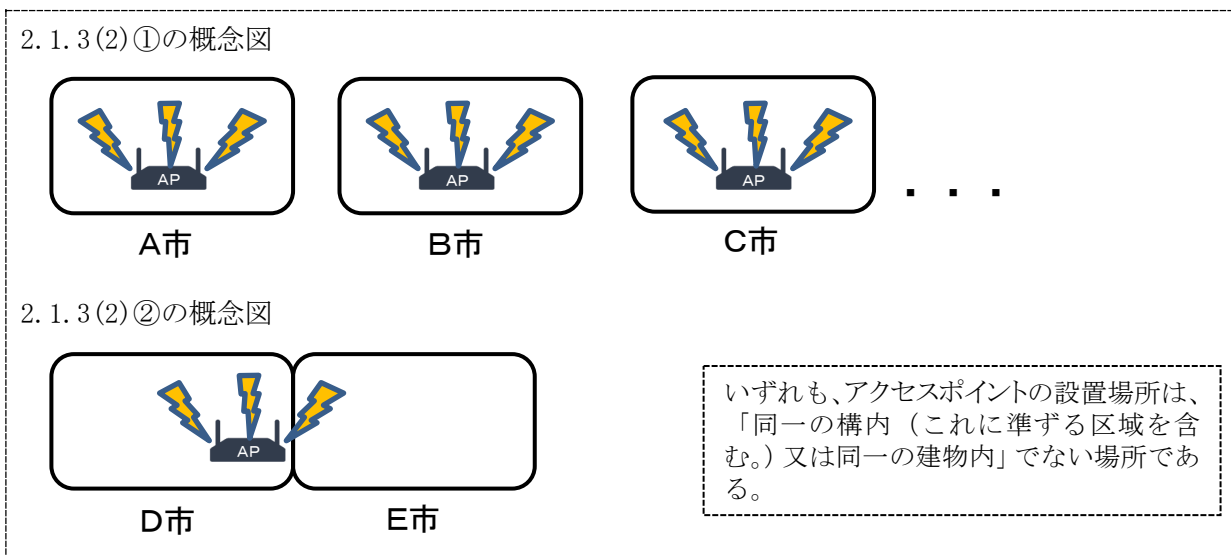 2.1.3(2)①の概念図
AP
AP
AP
・・・
A市
B市
C市
2.1.3(2)②の概念図
AP
D市
E市
いずれも、アクセスポイントの設置場所は、
「同一の構内(これに準ずる区域を含
む。)又は同一の建物内」でない場所であ
る。